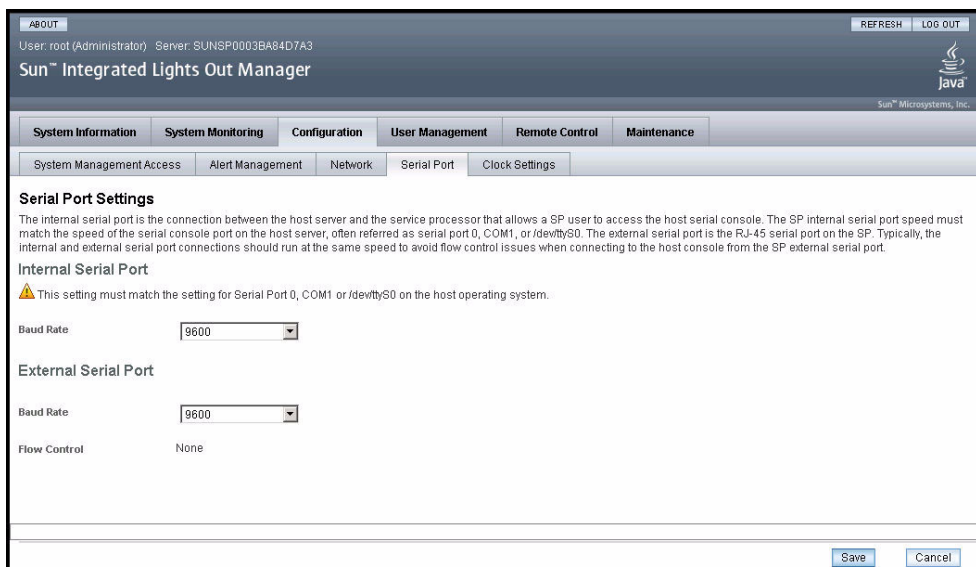 ABOUT
REFRESH LOG OUT
User: root (Administrator) Server: SUNSP0003BA84D7A3
Sun™ Integrated Lights Out Manager
Java
Sun™ Microsystems, Inc.
System Information System Monitoring Configuration User Management Remote Control Maintenance
System Management Access Alert Management Network Serial Port Clock Settings
Serial Port Settings
The internal serial port is the connection between the host server and the service processor that allows a SP user to access the host serial console. The SP internal serial port speed must
match the speed of the serial console port on the host server, often referred as serial port 0, COM1, or /dev/ttyS0. The external serial port is the RJ-45 serial port on the SP. Typically, the
internal and external serial port connections should run at the same speed to avoid flow control issues when connecting to the host console from the SP external serial port.
Internal Serial Port
This setting must match the setting for Serial Port 0, COM1 or /dev/ttyS0 on the host operating system.
Baud Rate 9600
External Serial Port
Baud Rate 9600
Flow Control None
Save Cancel